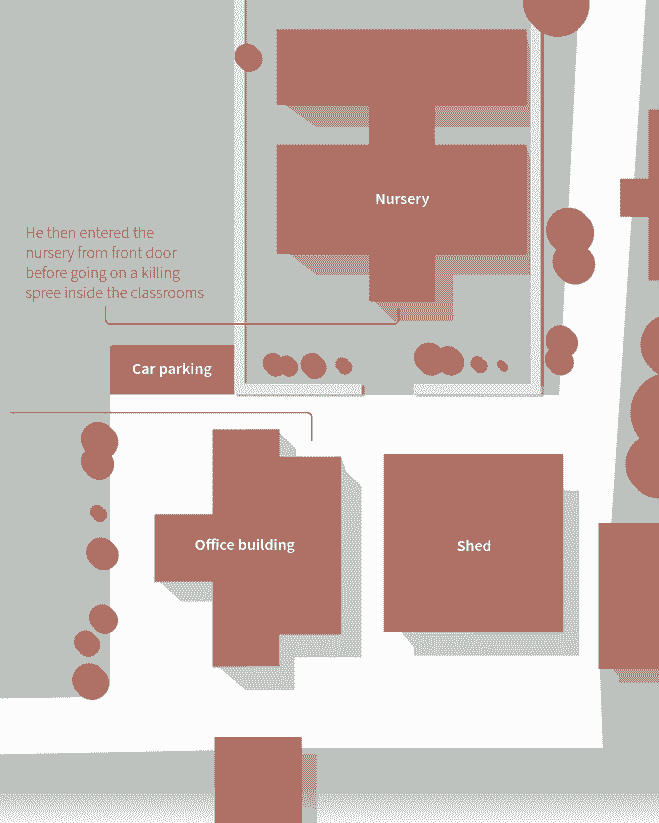 Nursery
He then entered the
nursery from front door
before going on a killing
spree inside the classrooms
Car parking
Office building
Shed